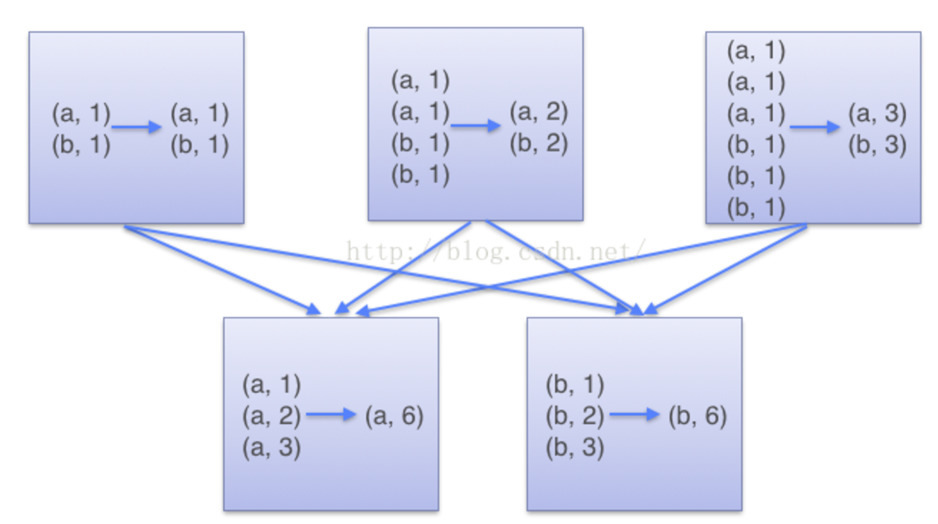 (a, 1)
(b, 1)
(a, 1)
(b, 1)
(a, 1)
(a, 1)
(b, 1)
(b, 1)
(a, 2)
(b, 2)
(a, 1)
(a, 1)
(a, 1)
(b, 1)
(b, 1)
(b, 1)
(a, 3)
(b, 3)
http://blog.csdn.net/
(a, 1)
(a, 2)
(a, 3)
(a, 6)
(b, 1)
(b, 2)
(b, 3)
(b, 6)